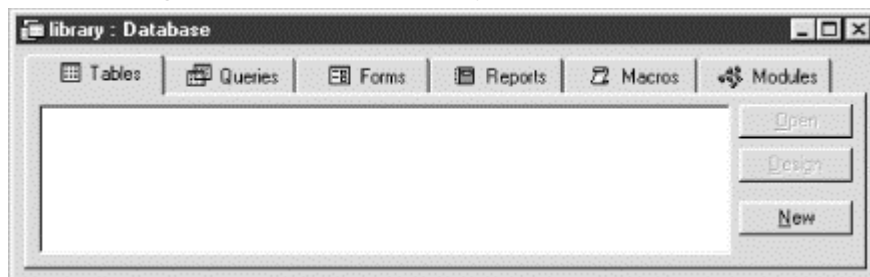 library : Database
Tables Queries Forms Reports Macros Modules
Open
Design
New